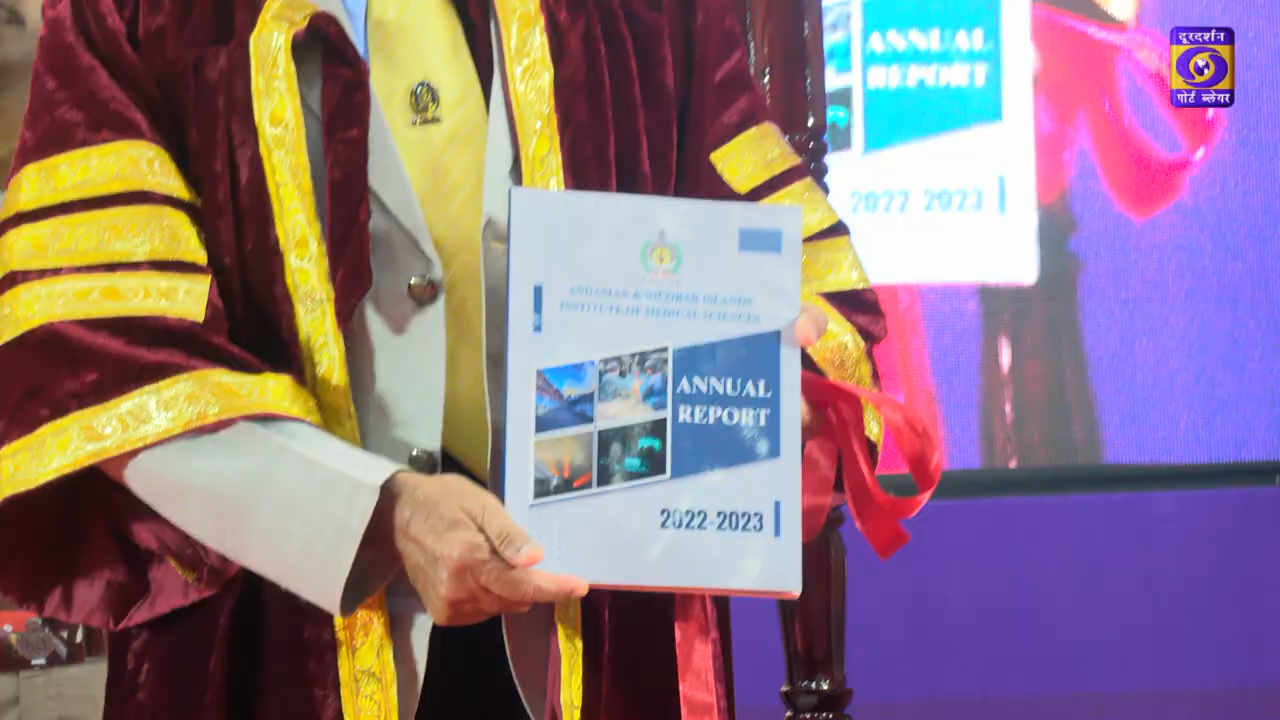 ANNUAL
REPORT
2022-2023
दूरदर्शन
पोर्ट ब्लेयर
ANDAMAN & NICOBAR ISLANDS
INSTITUTE OF MEDICAL SCIENCES
ANNUAL
REPORT
2022-2023